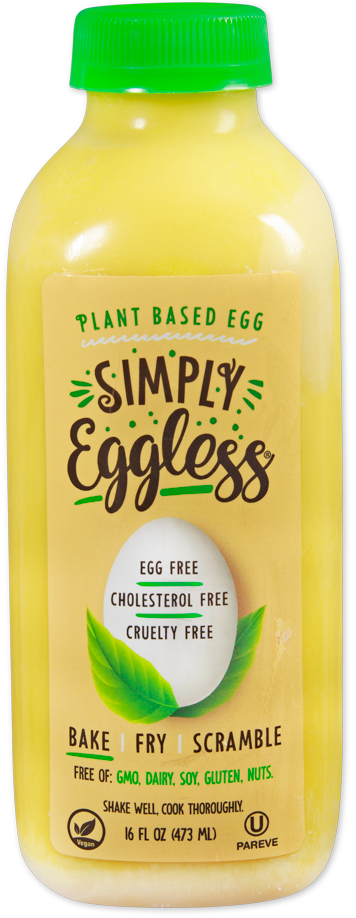 PLANT BASED EGG
SIMPLY
Eggless®
EGG FREE
CHOLESTEROL FREE
CRUELTY FREE
BAKE | FRY | SCRAMBLE
FREE OF: GMO, DAIRY, SOY, GLUTEN, NUTS.
SHAKE WELL, COOK THOROUGHLY.
16 FL OZ (473 ML)
Vegan
U
PAREVE